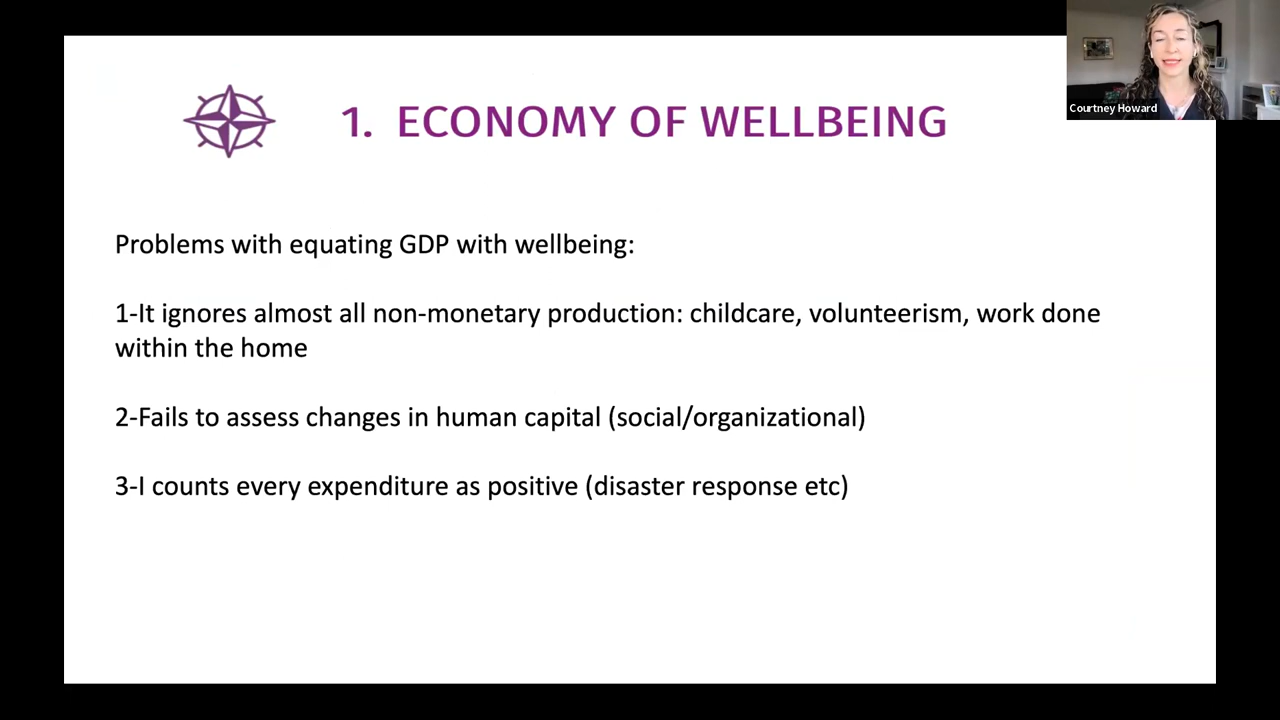 Courtney Howard
1. ECONOMY OF WELLBEING
Problems with equating GDP with wellbeing:
1-It ignores almost all non-monetary production: childcare, volunteerism, work done
within the home
2-Fails to assess changes in human capital (social/organizational)
3-I counts every expenditure as positive (disaster response etc)